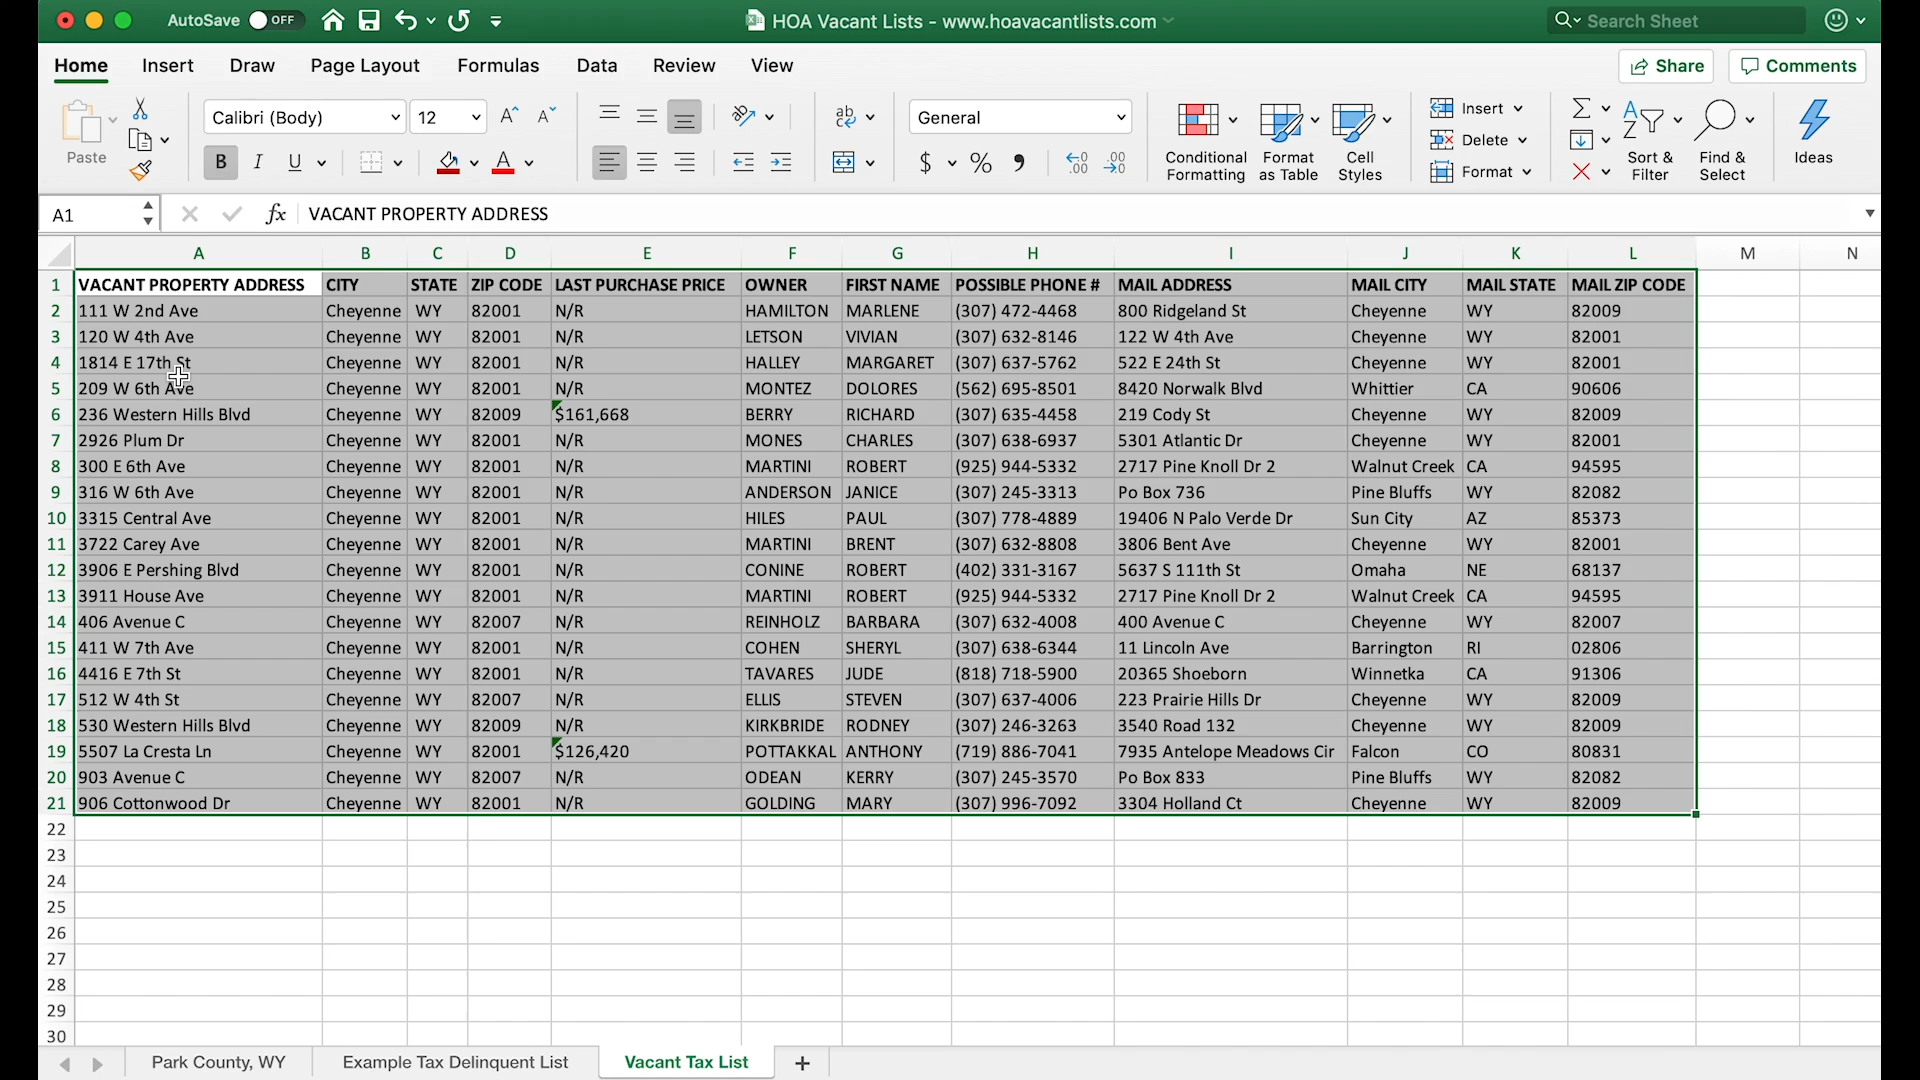 AutoSave OFF HOA Vacant Lists - www.hoavacantlists.com Search Sheet
Home Insert Draw Page Layout Formulas Data Review View Share Comments
Paste Calibri (Body) 12 General Conditional Formatting Format as Table Cell Styles Insert Delete Format Sort & Filter Find & Select Ideas
A1 fx VACANT PROPERTY ADDRESS
A B C D E F G H I J K L M N
1 VACANT PROPERTY ADDRESS CITY STATE ZIP CODE LAST PURCHASE PRICE OWNER FIRST NAME POSSIBLE PHONE # MAIL ADDRESS MAIL CITY MAIL STATE MAIL ZIP CODE
2 111 W 2nd Ave Cheyenne WY 82001 N/R HAMILTON MARLENE (307) 472-4468 800 Ridgeland St Cheyenne WY 82009
3 120 W 4th Ave Cheyenne WY 82001 N/R LETSON VIVIAN (307) 632-8146 122 W 4th Ave Cheyenne WY 82001
4 1814 E 17th St Cheyenne WY 82001 N/R HALLEY MARGARET (307) 637-5762 522 E 24th St Cheyenne WY 82001
5 209 W 6th Ave Cheyenne WY 82001 N/R MONTEZ DOLORES (562) 695-8501 8420 Norwalk Blvd Whittier CA 90606
6 236 Western Hills Blvd Cheyenne WY 82009 $161,668 BERRY RICHARD (307) 635-4458 219 Cody St Cheyenne WY 82009
7 2926 Plum Dr Cheyenne WY 82001 N/R MONES CHARLES (307) 638-6937 5301 Atlantic Dr Cheyenne WY 82001
8 300 E 6th Ave Cheyenne WY 82001 N/R MARTINI ROBERT (925) 944-5332 2717 Pine Knoll Dr 2 Walnut Creek CA 94595
9 316 W 6th Ave Cheyenne WY 82001 N/R ANDERSON JANICE (307) 245-3313 Po Box 736 Pine Bluffs WY 82082
10 3315 Central Ave Cheyenne WY 82001 N/R HILES PAUL (307) 778-4889 19406 N Palo Verde Dr Sun City AZ 85373
11 3722 Carey Ave Cheyenne WY 82001 N/R MARTINI BRENT (307) 632-8808 3806 Bent Ave Cheyenne WY 82001
12 3906 E Pershing Blvd Cheyenne WY 82001 N/R CONINE ROBERT (402) 331-3167 5637 S 111th St Omaha NE 68137
13 3911 House Ave Cheyenne WY 82001 N/R MARTINI ROBERT (925) 944-5332 2717 Pine Knoll Dr 2 Walnut Creek CA 94595
14 406 Avenue C Cheyenne WY 82007 N/R REINHOLZ BARBARA (307) 632-4008 400 Avenue C Cheyenne WY 82007
15 411 W 7th Ave Cheyenne WY 82001 N/R COHEN SHERYL (307) 638-6344 11 Lincoln Ave Barrington RI 02806
16 4416 E 7th St Cheyenne WY 82001 N/R TAVARES JUDE (818) 718-5900 20365 Shoeborn Winnetka CA 91306
17 512 W 4th St Cheyenne WY 82007 N/R ELLIS STEVEN (307) 637-4006 223 Prairie Hills Dr Cheyenne WY 82009
18 530 Western Hills Blvd Cheyenne WY 82009 N/R KIRKBRIDE RODNEY (307) 246-3263 3540 Road 132 Cheyenne WY 82009
19 5507 La Cresta Ln Cheyenne WY 82001 $126,420 POTTAKKAL ANTHONY (719) 886-7041 7935 Antelope Meadows Cir Falcon CO 80831
20 903 Avenue C Cheyenne WY 82007 N/R ODEAN KERRY (307) 245-3570 Po Box 833 Pine Bluffs WY 82082
21 906 Cottonwood Dr Cheyenne WY 82001 N/R GOLDING MARY (307) 996-7092 3304 Holland Ct Cheyenne WY 82009
22
23
24
25
26
27
28
29
30
Park County, WY Example Tax Delinquent List Vacant Tax List +